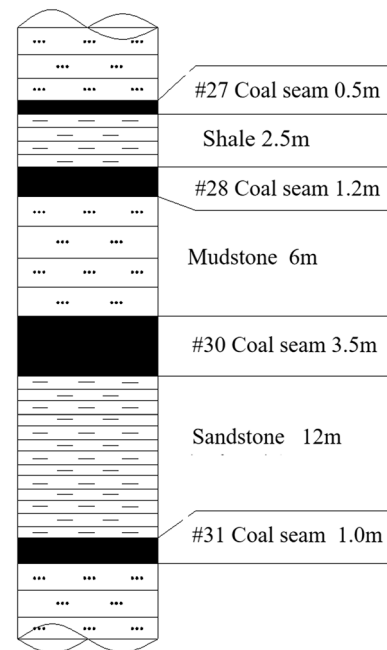 #27 Coal seam 0.5m
Shale 2.5m
#28 Coal seam 1.2m
Mudstone 6m
#30 Coal seam 3.5m
Sandstone 12m
#31 Coal seam 1.0m